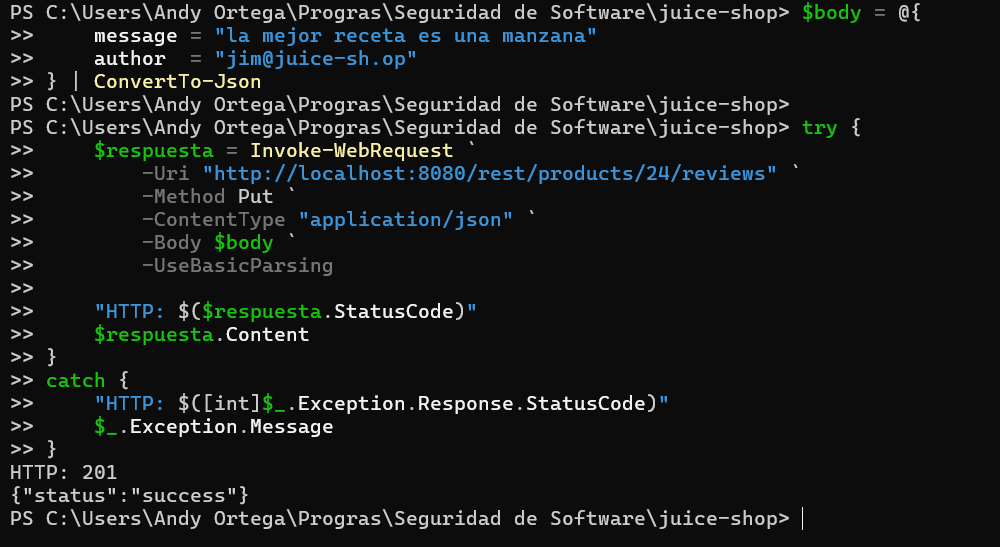 PS C:\Users\Andy Ortega\Progras\Seguridad de Software\juice-shop> $body = @{
>>     message = "la mejor receta es una manzana"
>>     author  = "jim@juice-sh.op"
>> } | ConvertTo-Json
PS C:\Users\Andy Ortega\Progras\Seguridad de Software\juice-shop>
PS C:\Users\Andy Ortega\Progras\Seguridad de Software\juice-shop> try {
>>     $respuesta = Invoke-WebRequest `
>>         -Uri "http://localhost:8080/rest/products/24/reviews" `
>>         -Method Put `
>>         -ContentType "application/json" `
>>         -Body $body `
>>         -UseBasicParsing
>>
>>     "HTTP: $($respuesta.StatusCode)"
>>     $respuesta.Content
>> }
>> catch {
>>     "HTTP: $([int]$_.Exception.Response.StatusCode)"
>>     $_.Exception.Message
>> }
HTTP: 201
{"status":"success"}
PS C:\Users\Andy Ortega\Progras\Seguridad de Software\juice-shop>